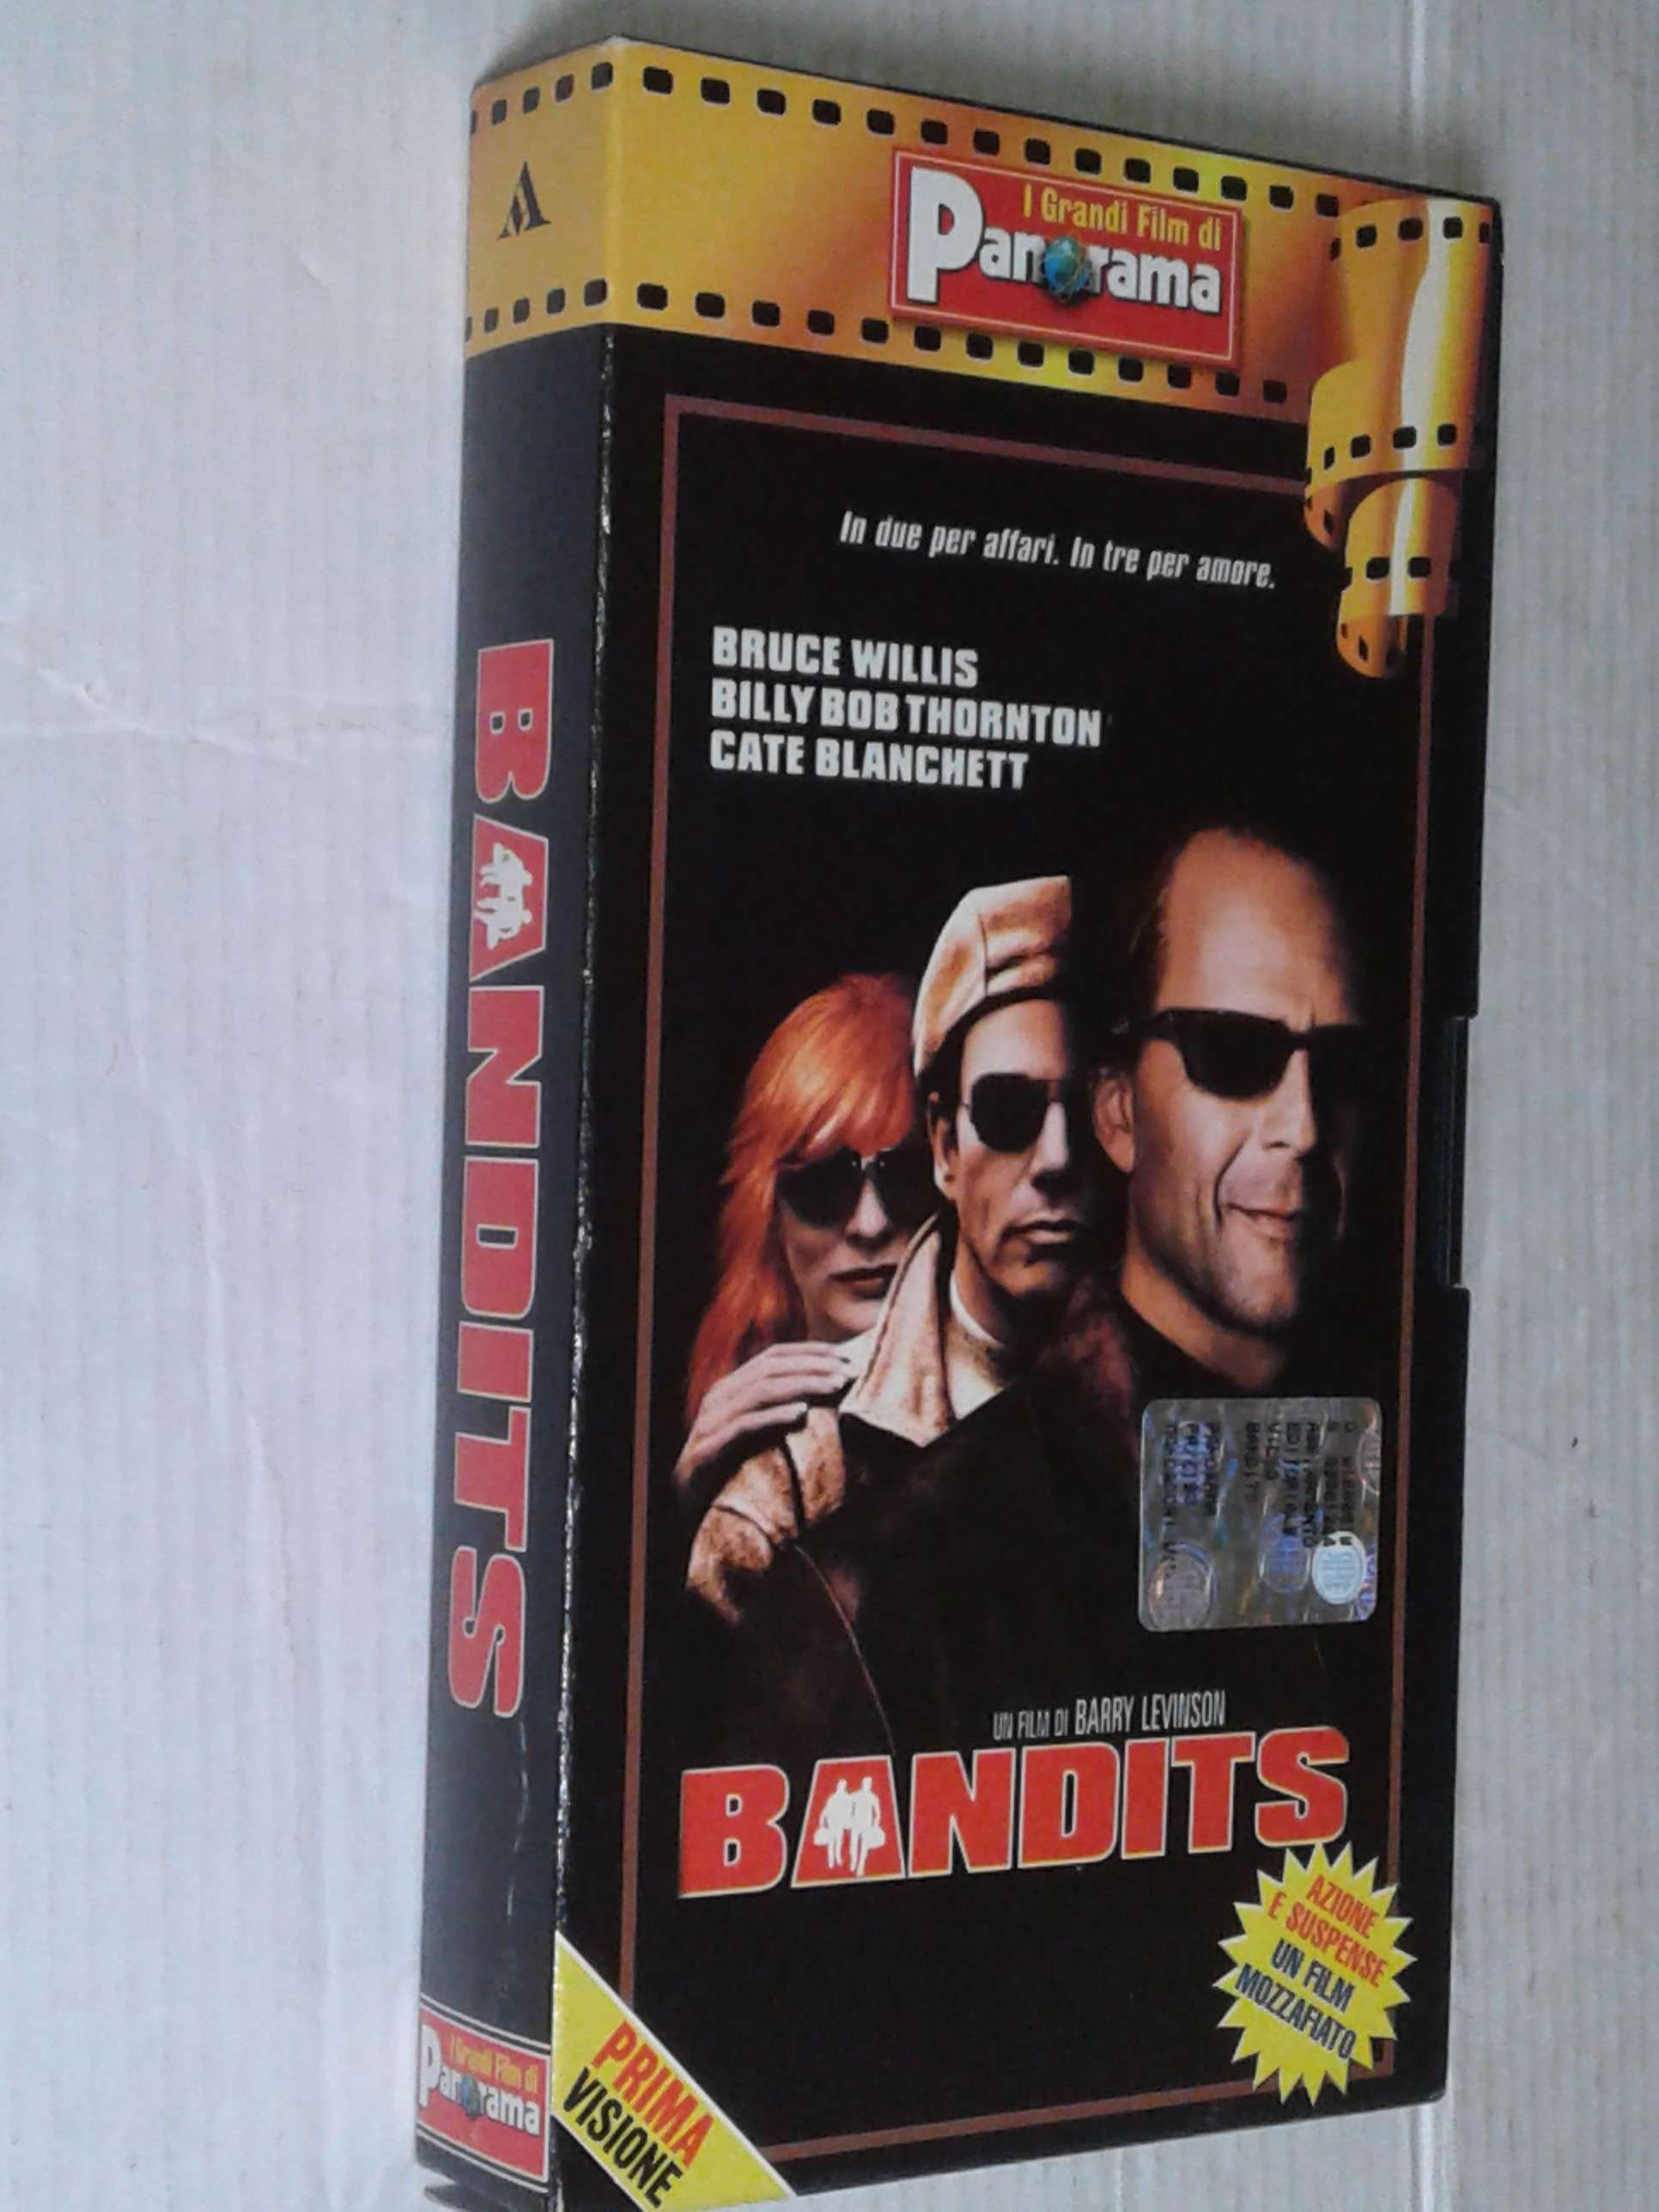 I Grandi Film di
Panorama
In due per affari. In tre per amore.
BRUCE WILLIS
BILLY BOB THORNTON
CATE BLANCHETT
UN FILM DI BARRY LEVINSON
BANDITS
AZIONE
E SUSPENSE
UN FILM
MOZZAFIATO
PRIMA
VISIONE
BANDITS
I Grandi Film di
Panorama